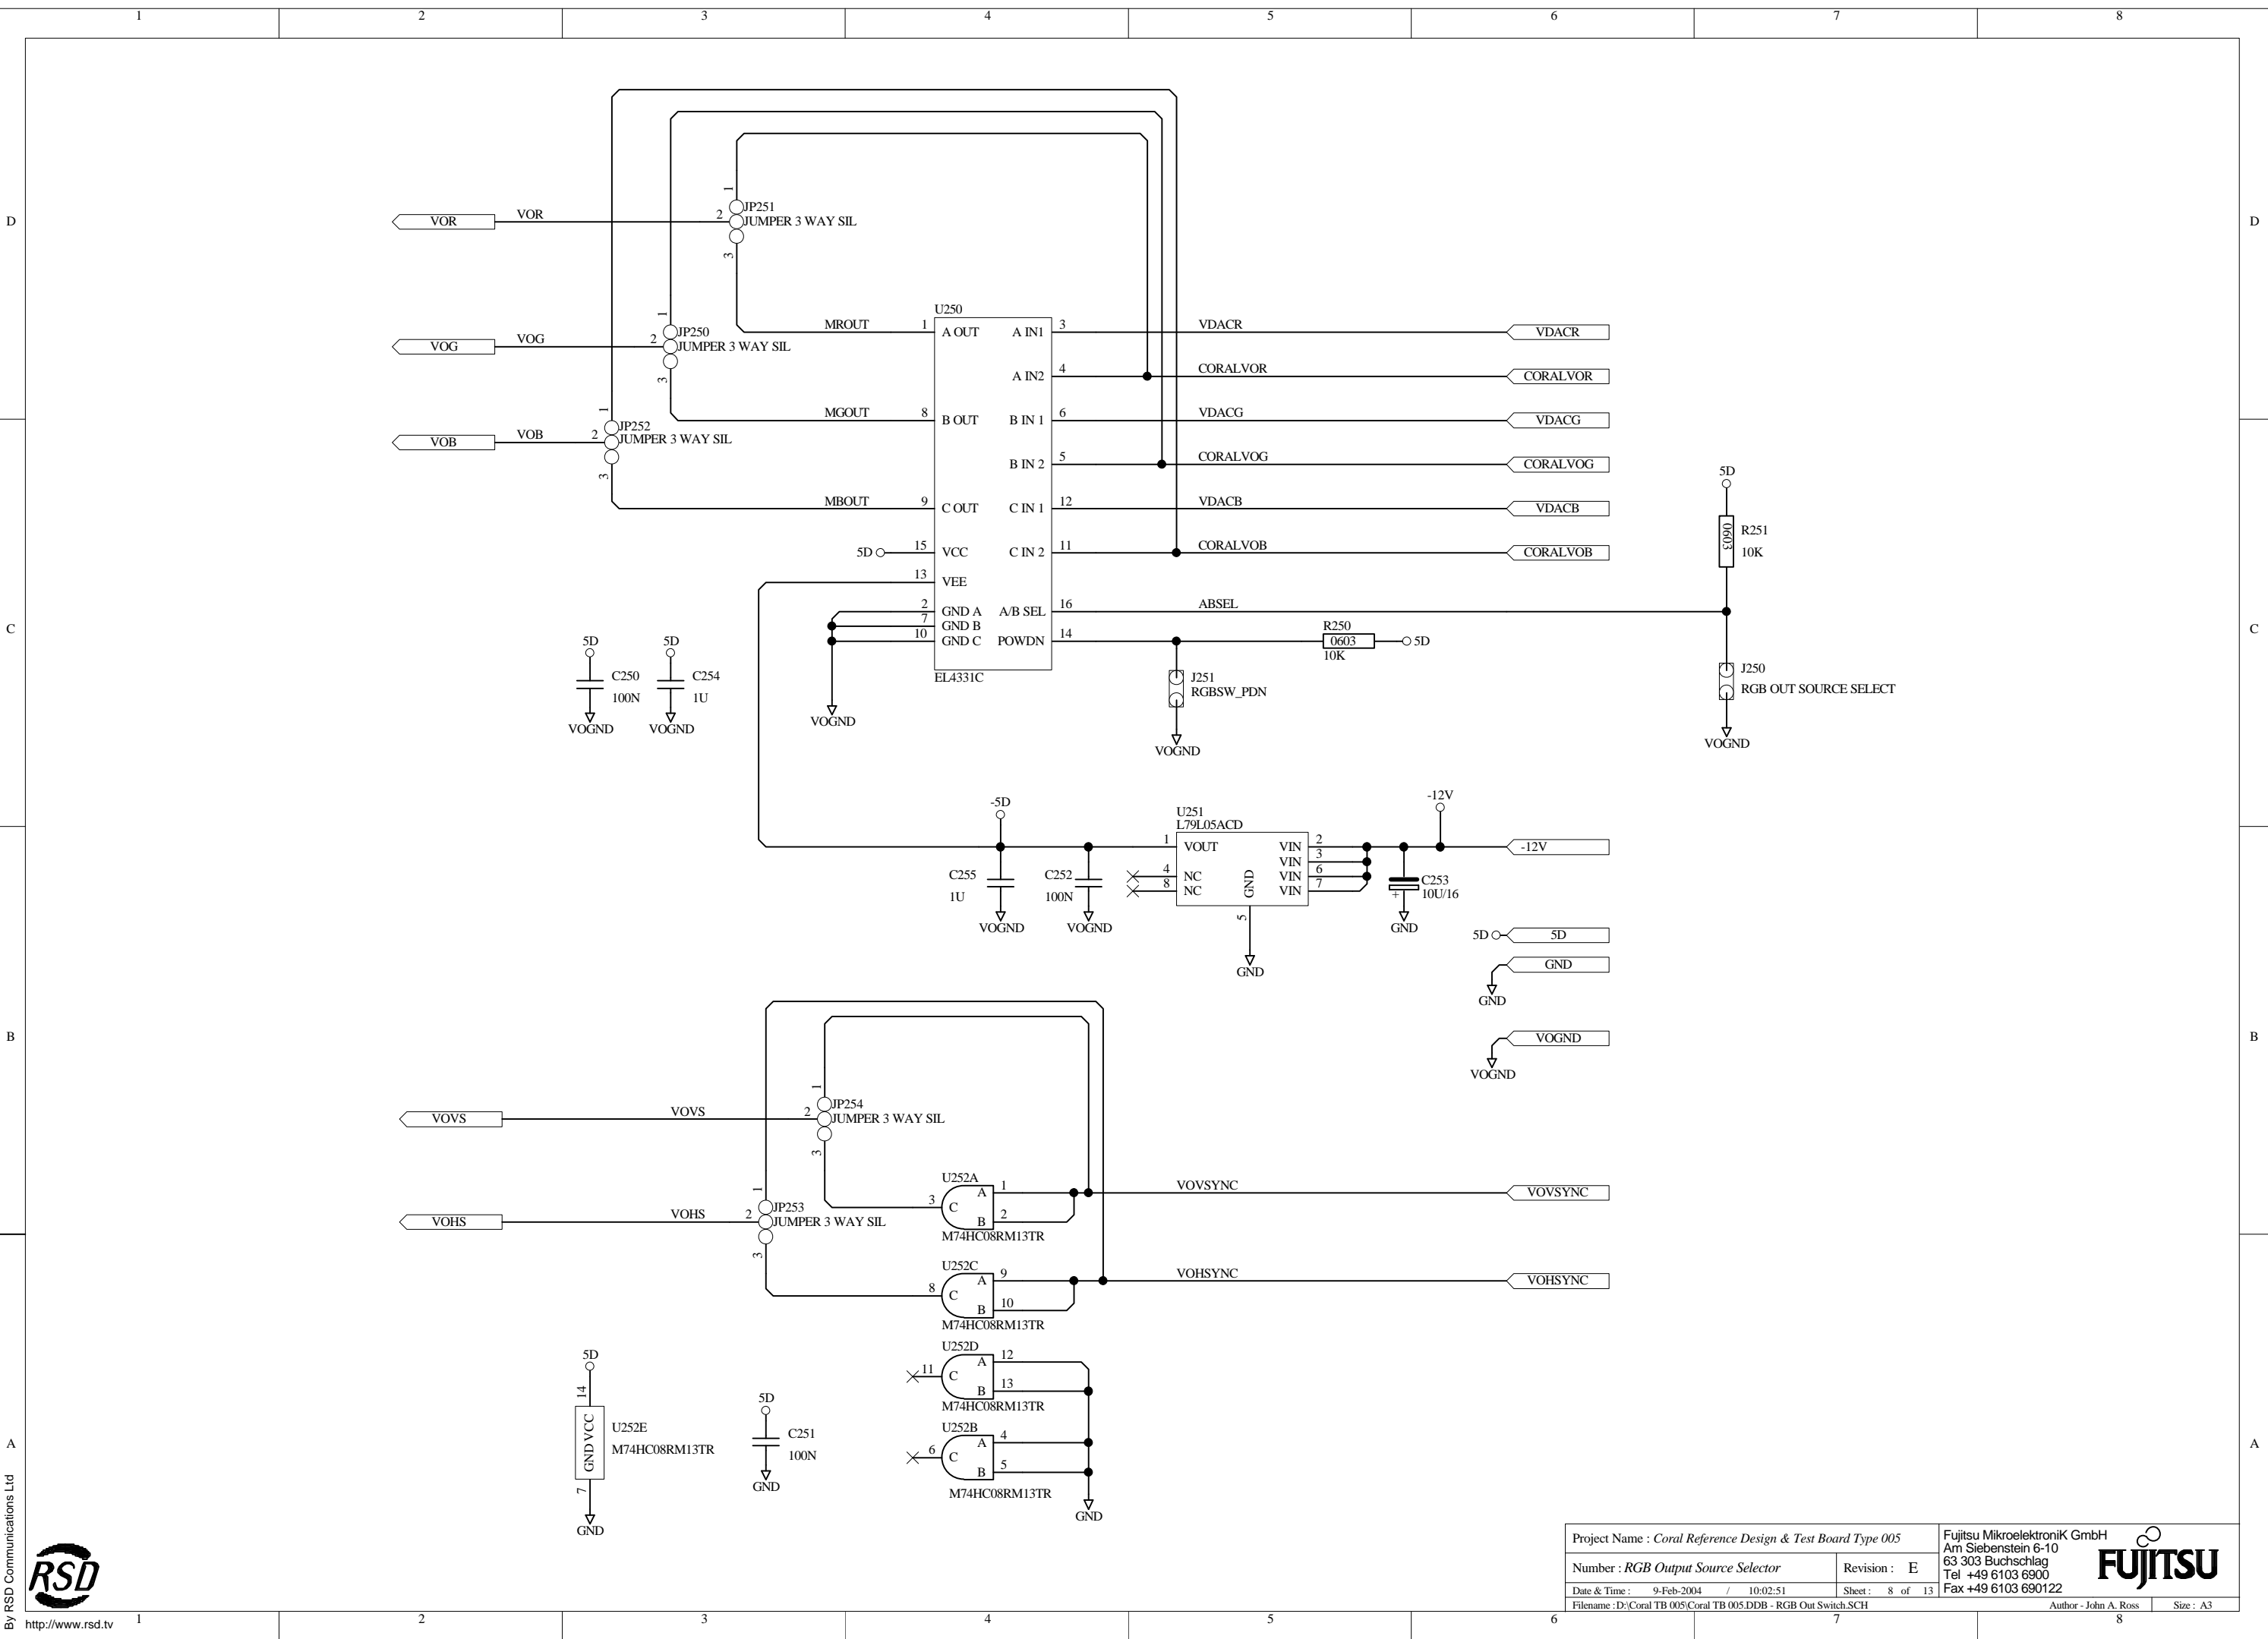 1 2 3 4 5 6 7 8
D D
C C
B B
A A
VOR VOR
1
2
3
JP251
JUMPER 3 WAY SIL
VOG VOG
1
2
3
JP250
JUMPER 3 WAY SIL
VOB VOB
1
2
3
JP252
JUMPER 3 WAY SIL
U250
MROUT 1 A OUT A IN1 3 VDACR VDACR
A IN2 4 CORALVOR CORALVOR
MGOUT 8 B OUT B IN 1 6 VDACG VDACG
B IN 2 5 CORALVOG CORALVOG
MBOUT 9 C OUT C IN 1 12 VDACB VDACB
5D 15 VCC C IN 2 11 CORALVOB CORALVOB
13 VEE
2 GND A A/B SEL 16 ABSEL
7 GND B
10 GND C POWDN 14
EL4331C
VOGND
R250
0603
10K
5D
J251
RGBSW_PDN
VOGND
5D
0603
R251
10K
J250
RGB OUT SOURCE SELECT
VOGND
5D
C250
100N
VOGND
5D
C254
1U
VOGND
-5D
C255
1U
VOGND
C252
100N
VOGND
U251
L79L05ACD
1 VOUT VIN 2
VIN 3
4 NC VIN 6
8 NC VIN 7
GND
5
GND
-12V
-12V
+
C253
10U/16
GND
5D 5D
GND
GND
VOGND
VOGND
VOVS VOVS
1
2
3
JP254
JUMPER 3 WAY SIL
VOHS VOHS
1
2
3
JP253
JUMPER 3 WAY SIL
U252A
3 C A 1 VOVSYNC VOVSYNC
B 2
M74HC08RM13TR
U252C
8 C A 9 VOHSYNC VOHSYNC
B 10
M74HC08RM13TR
U252D
11 C A 12
B 13
M74HC08RM13TR
U252B
6 C A 4
B 5
M74HC08RM13TR
GND
5D
14
GND VCC
7
GND
U252E
M74HC08RM13TR
5D
C251
100N
GND
By RSD Communications Ltd
RSD
http://www.rsd.tv
Project Name : Coral Reference Design & Test Board Type 005
Number : RGB Output Source Selector Revision : E
Date & Time : 9-Feb-2004 / 10:02:51 Sheet : 8 of 13
Filename : D:\Coral TB 005\Coral TB 005.DDB - RGB Out Switch.SCH Author - John A. Ross Size : A3
Fujitsu MikroelektroniK GmbH
Am Siebenstein 6-10
63 303 Buchschlag
Tel +49 6103 6900
Fax +49 6103 690122
FUJITSU
1 2 3 4 5 6 7 8